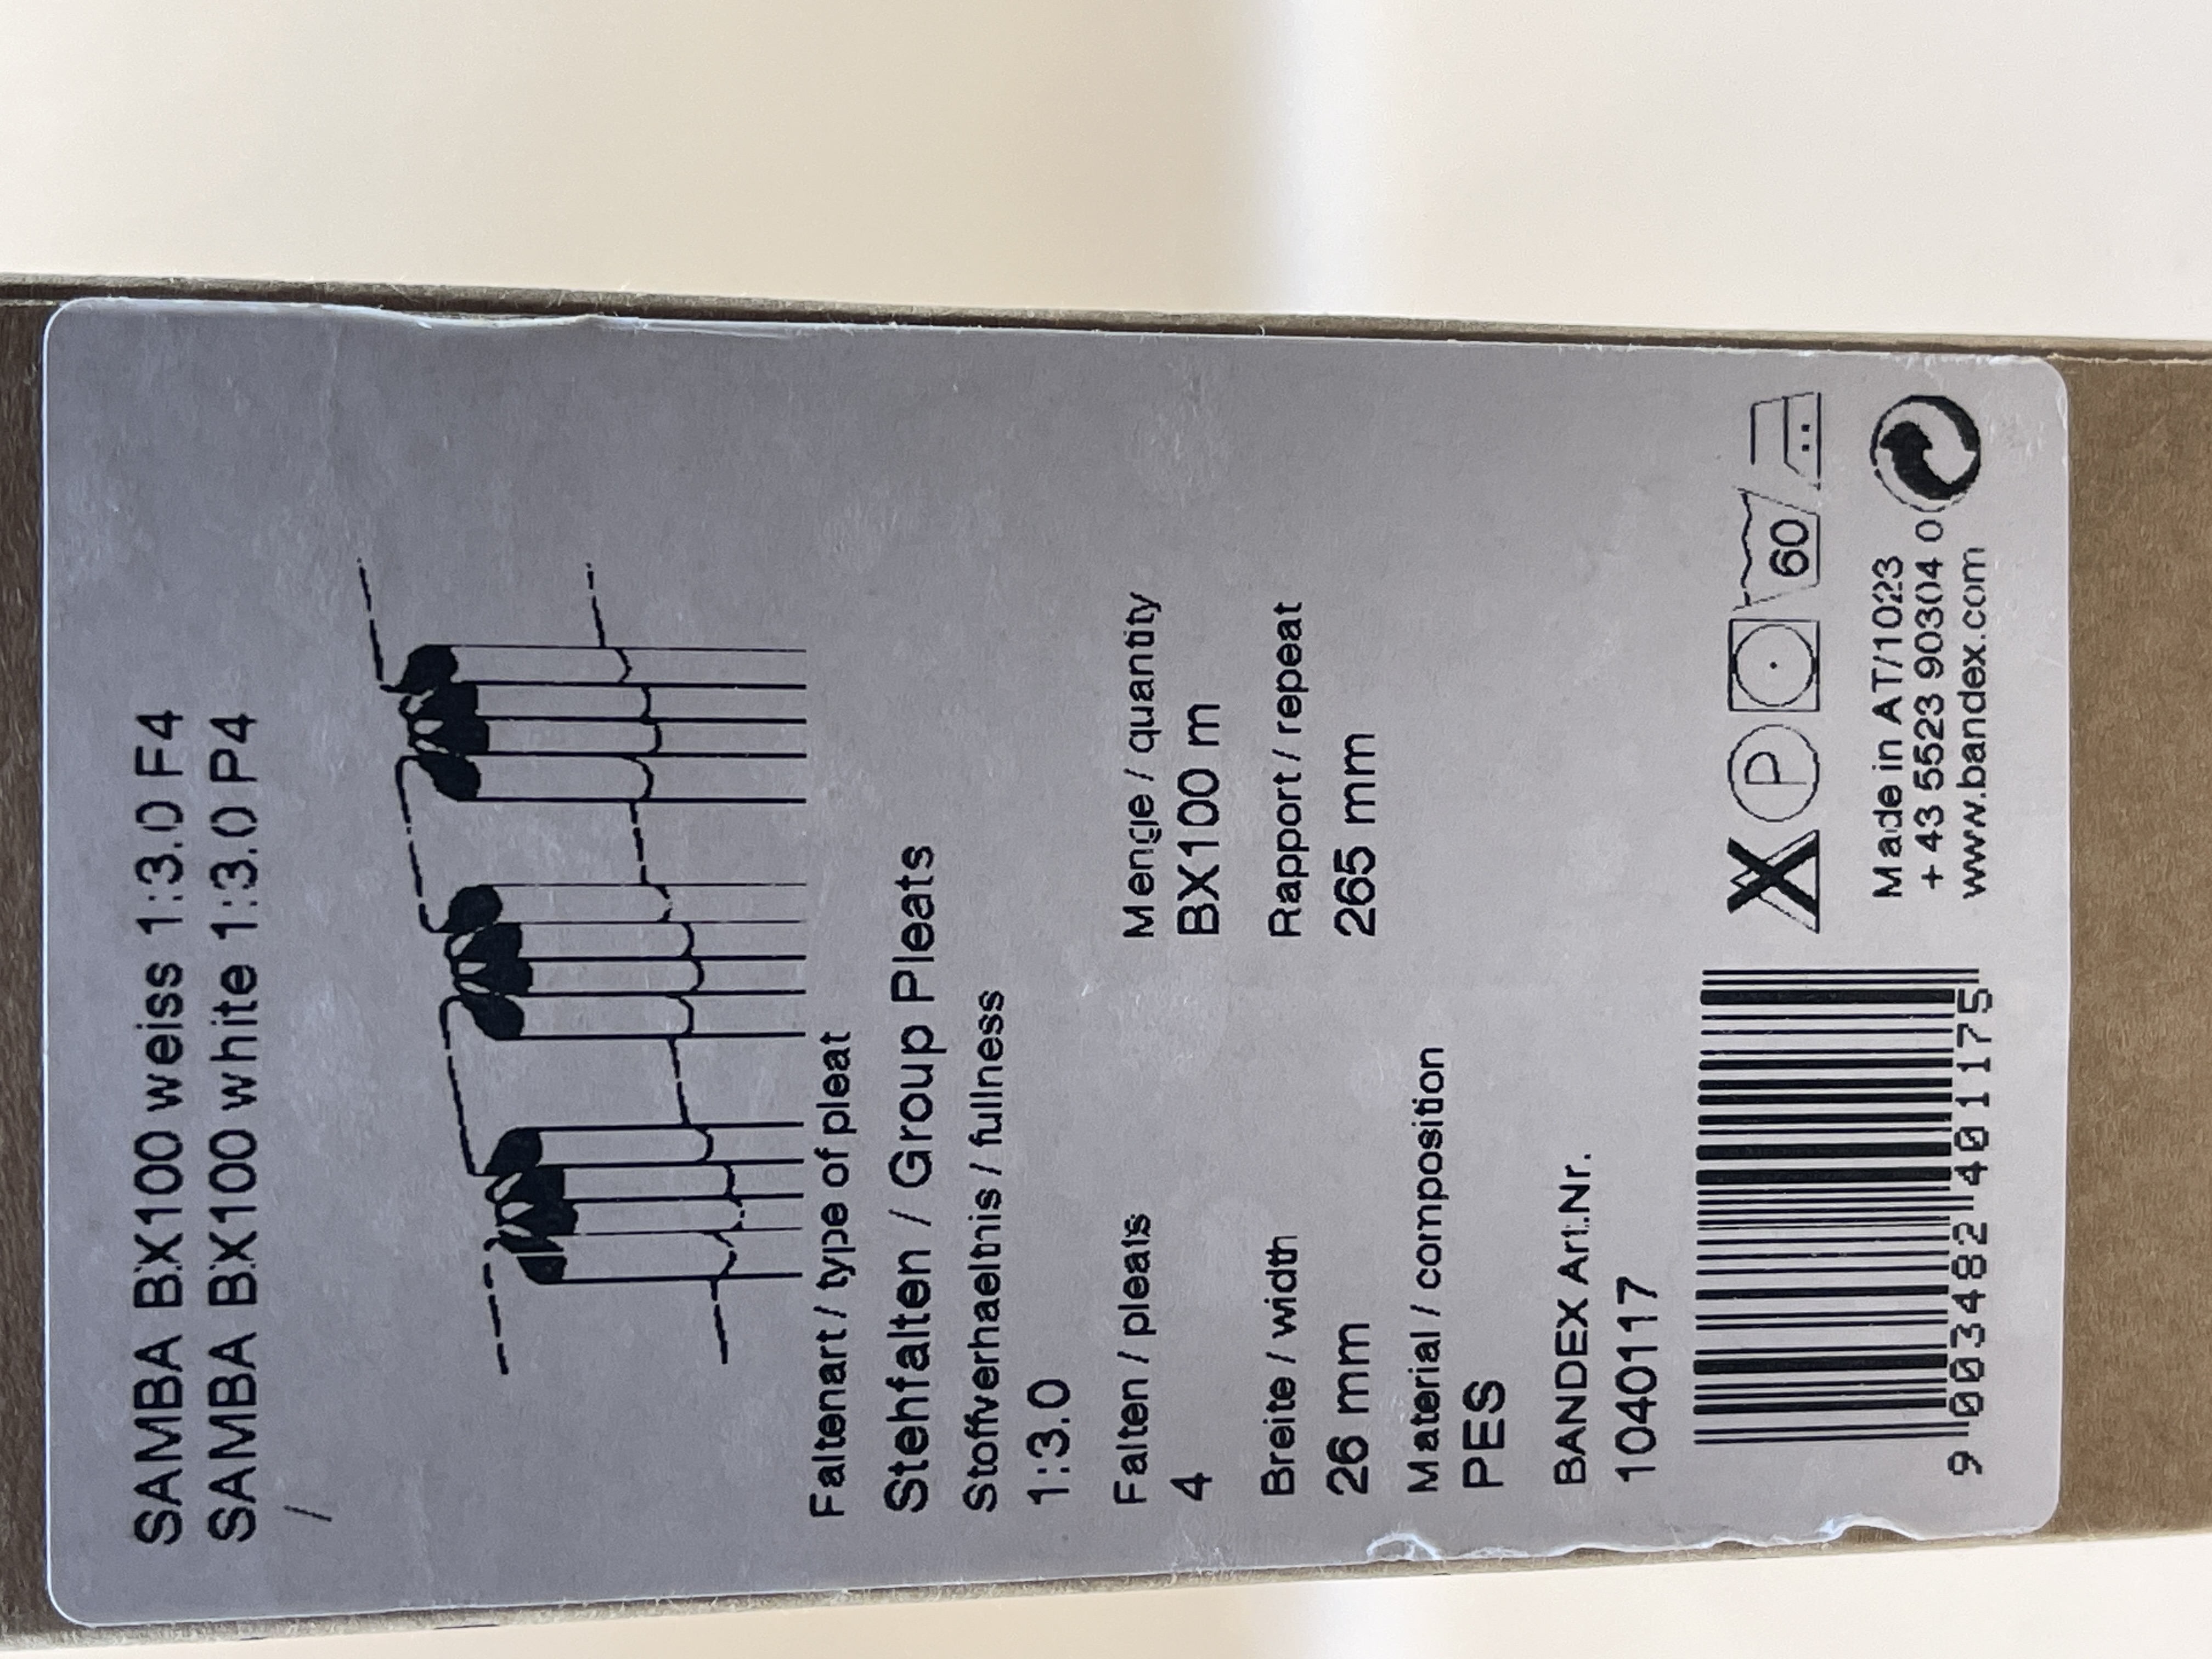 SAMBA BX100 weiss 1:3.0 F4
SAMBA BX100 white 1:3.0 P4
/
Faltenart / type of pleat
Stehfalten / Group Pleats
Stoffverhaeltnis / fullness
1:3.0
Falten / pleats
4
Menge / quantity
BX100 m
Breite / width
26 mm
Rapport / repeat
265 mm
Material / composition
PES
BANDEX Art.Nr.
1040117
9 003482 401175
P
60
Made in AT/1023
+43 5523 90304 0
www.bandex.com